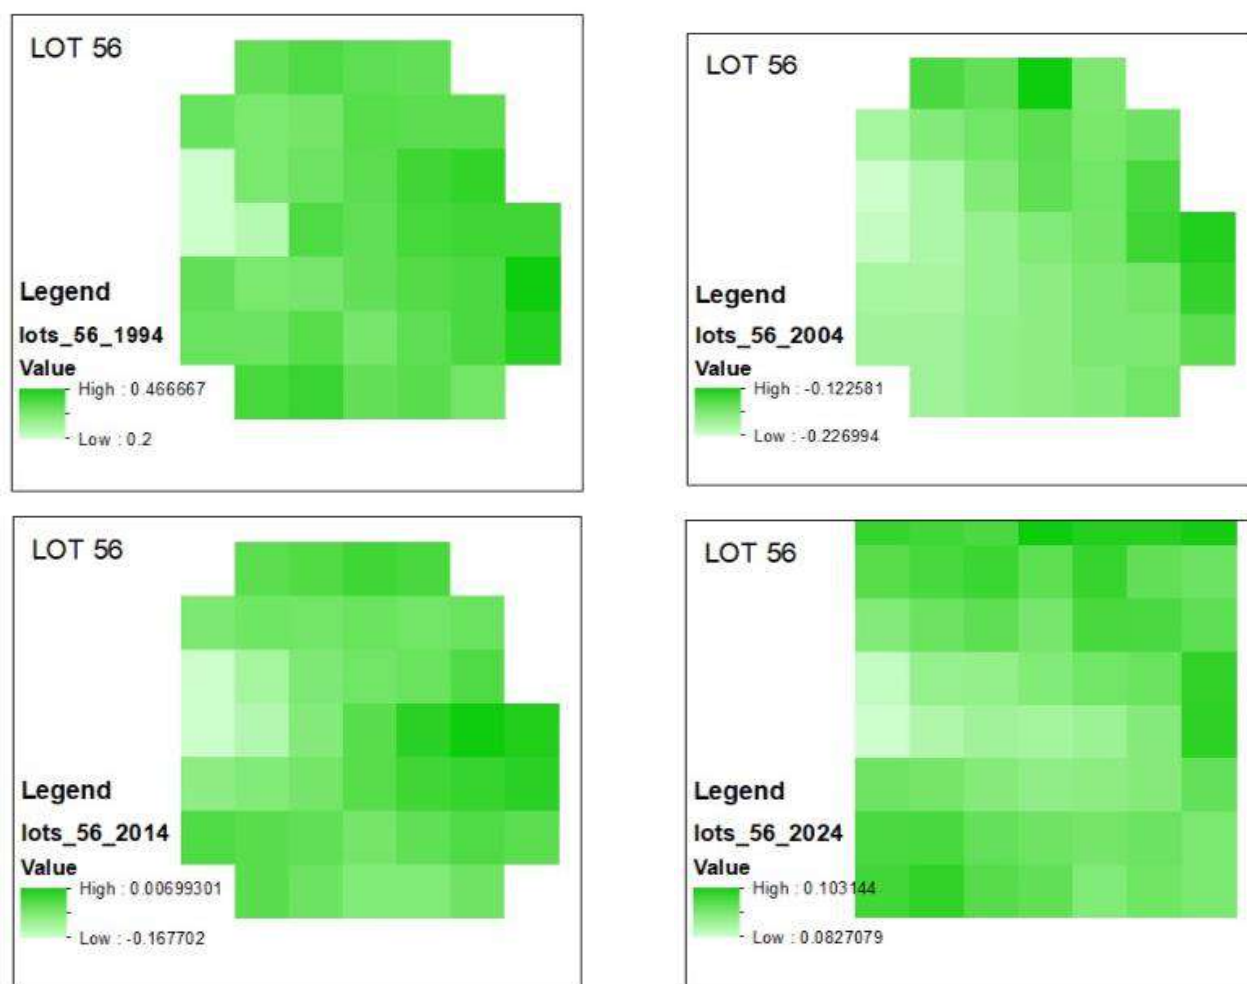 LOT 56
Legend
lots_56_1994
Value
High : 0.466667
Low : 0.2
LOT 56
Legend
lots_56_2004
Value
High : -0.122581
Low : -0.226994
LOT 56
Legend
lots_56_2014
Value
High : 0.00699301
Low : -0.167702
LOT 56
Legend
lots_56_2024
Value
High : 0.103144
Low : 0.0827079